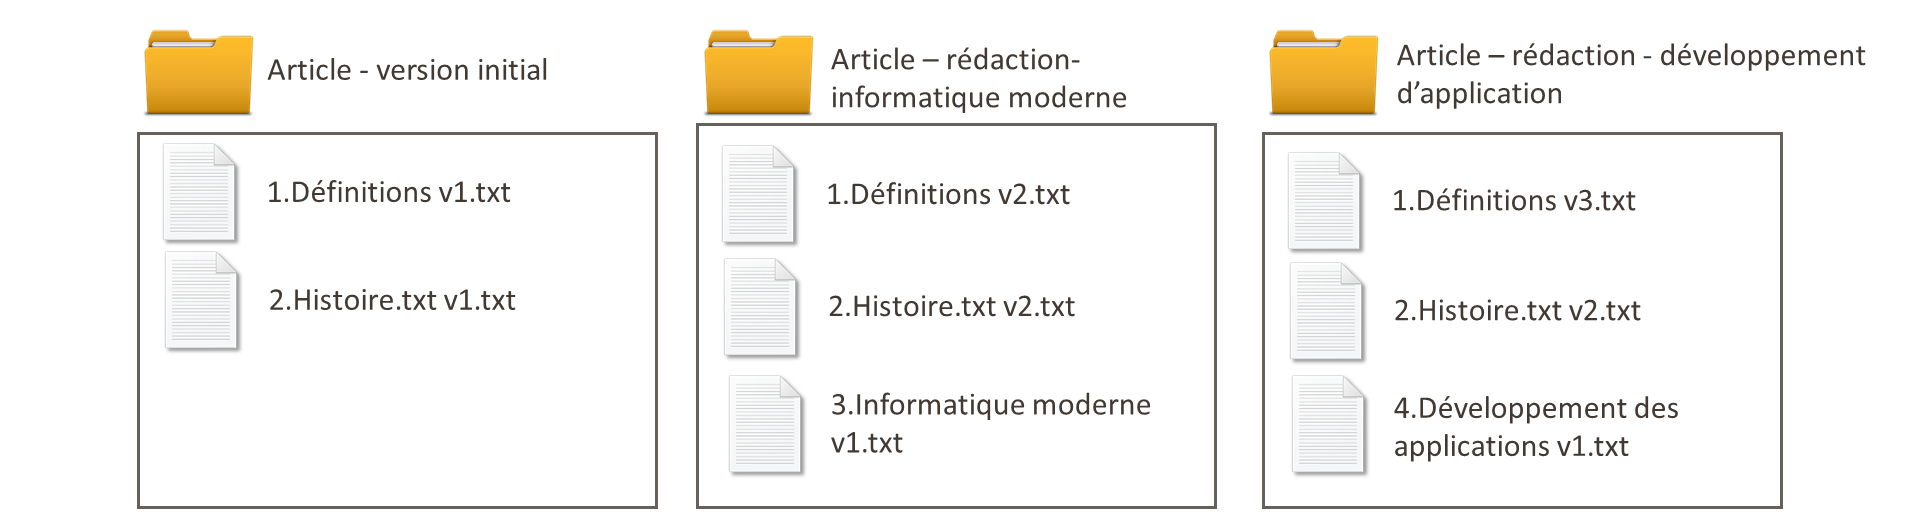 Article - version initial
1.Définitions v1.txt
2.Histoire.txt v1.txt
Article – rédaction-
informatique moderne
1.Définitions v2.txt
2.Histoire.txt v2.txt
3.Informatique moderne
v1.txt
Article – rédaction - développement
d’application
1.Définitions v3.txt
2.Histoire.txt v2.txt
4.Développement des
applications v1.txt